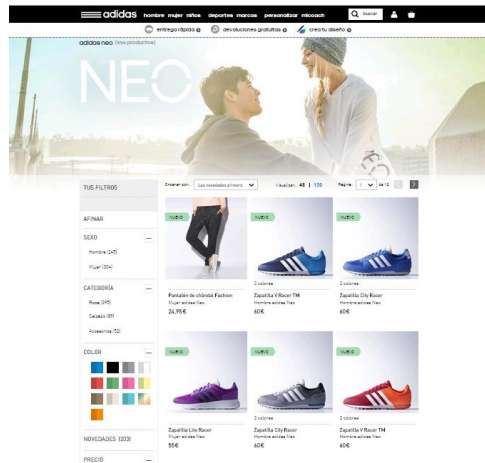 adidas hombre mujer niños deportes marcas personalizar micoach buscar
entrega rápida devoluciones gratuitas crea tu diseño
adidas neo
NEO
NEO
TUS FILTROS
Ordenar por: Las novedades primero Visualizar: 48 | 120 Página: 1 de 12
AFINAR
SEXO
Hombre (245)
Mujer
CATEGORÍA
Ropa
Calzado
Accesorios
COLOR
NOVEDADES (203)
PRECIO
NUEVO NUEVO NUEVO
2 colores 2 colores
Pantalón de chándal Fashion Zapatilla V Racer TM Zapatilla City Racer
Mujer adidas Neo Hombre adidas Neo Hombre adidas Neo
24,95 € 60 € 60 €
NUEVO NUEVO NUEVO
2 colores 2 colores
Zapatilla Lite Racer Zapatilla City Racer Zapatilla V Racer TM
Mujer adidas Neo Hombre adidas Neo Hombre adidas Neo
55 € 60 € 60 €